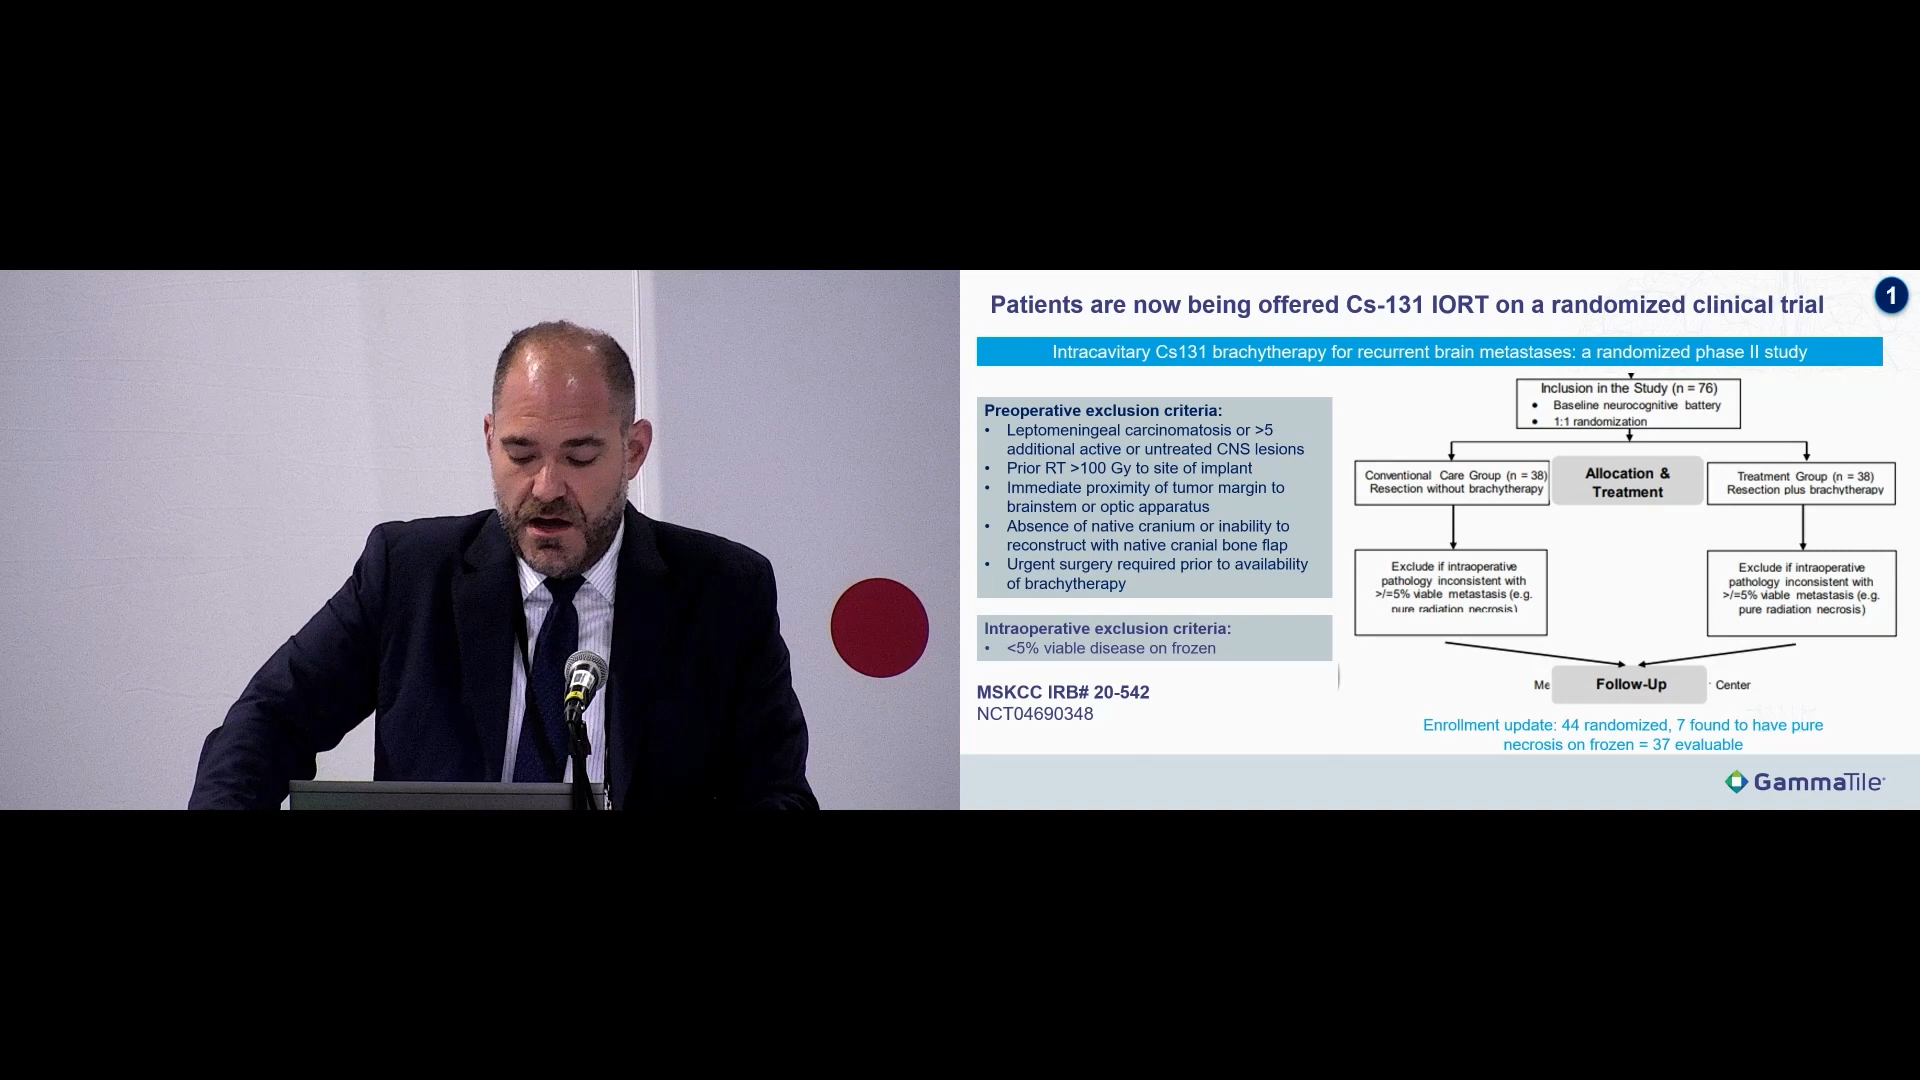 Patients are now being offered Cs-131 IORT on a randomized clinical trial
1
Intracavitary Cs131 brachytherapy for recurrent brain metastases: a randomized phase II study
Preoperative exclusion criteria:
• Leptomeningeal carcinomatosis or >5
additional active or untreated CNS lesions
• Prior RT >100 Gy to site of implant
• Immediate proximity of tumor margin to
brainstem or optic apparatus
• Absence of native cranium or inability to
reconstruct with native cranial bone flap
• Urgent surgery required prior to availability
of brachytherapy
Intraoperative exclusion criteria:
• <5% viable disease on frozen
MSKCC IRB# 20-542
NCT04690348
Inclusion in the Study (n = 76)
• Baseline neurocognitive battery
• 1:1 randomization
Conventional Care Group (n = 38)
Resection without brachytherapy
Allocation &
Treatment
Treatment Group (n = 38)
Resection plus brachytherapy
Exclude if intraoperative
pathology inconsistent with
>/=5% viable metastasis (e.g.
pure radiation necrosis)
Exclude if intraoperative
pathology inconsistent with
>/=5% viable metastasis (e.g.
pure radiation necrosis)
Me
Follow-Up
Center
Enrollment update: 44 randomized, 7 found to have pure
necrosis on frozen = 37 evaluable
GammaTile